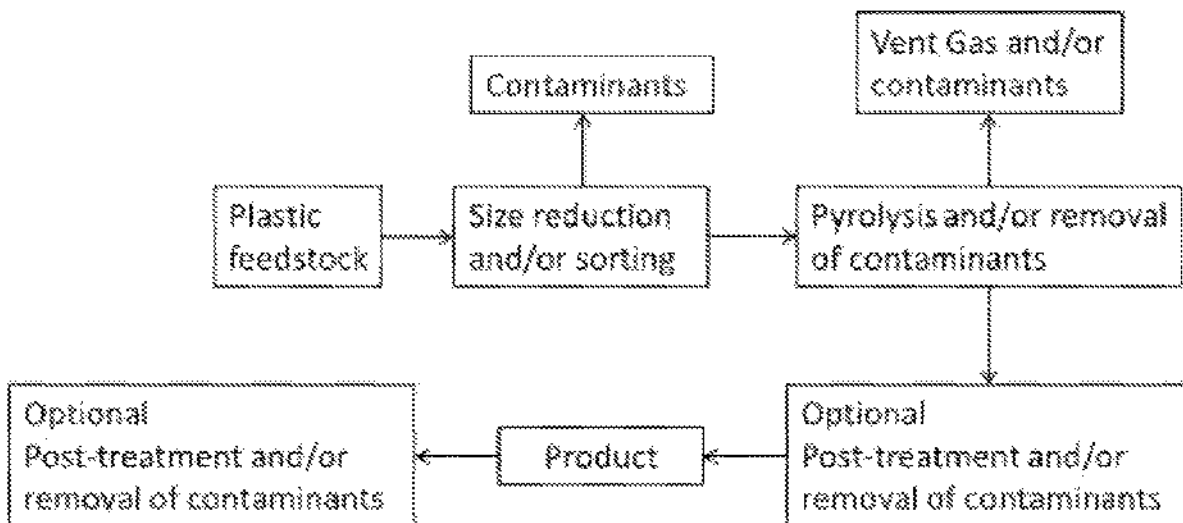 Contaminants
Vent Gas and/or
contaminants
Plastic
feedstock
Size reduction
and/or sorting
Pyrolysis and/or removal
of contaminants
Optional
Post-treatment and/or
removal of contaminants
Product
Optional
Post-treatment and/or
removal of contaminants